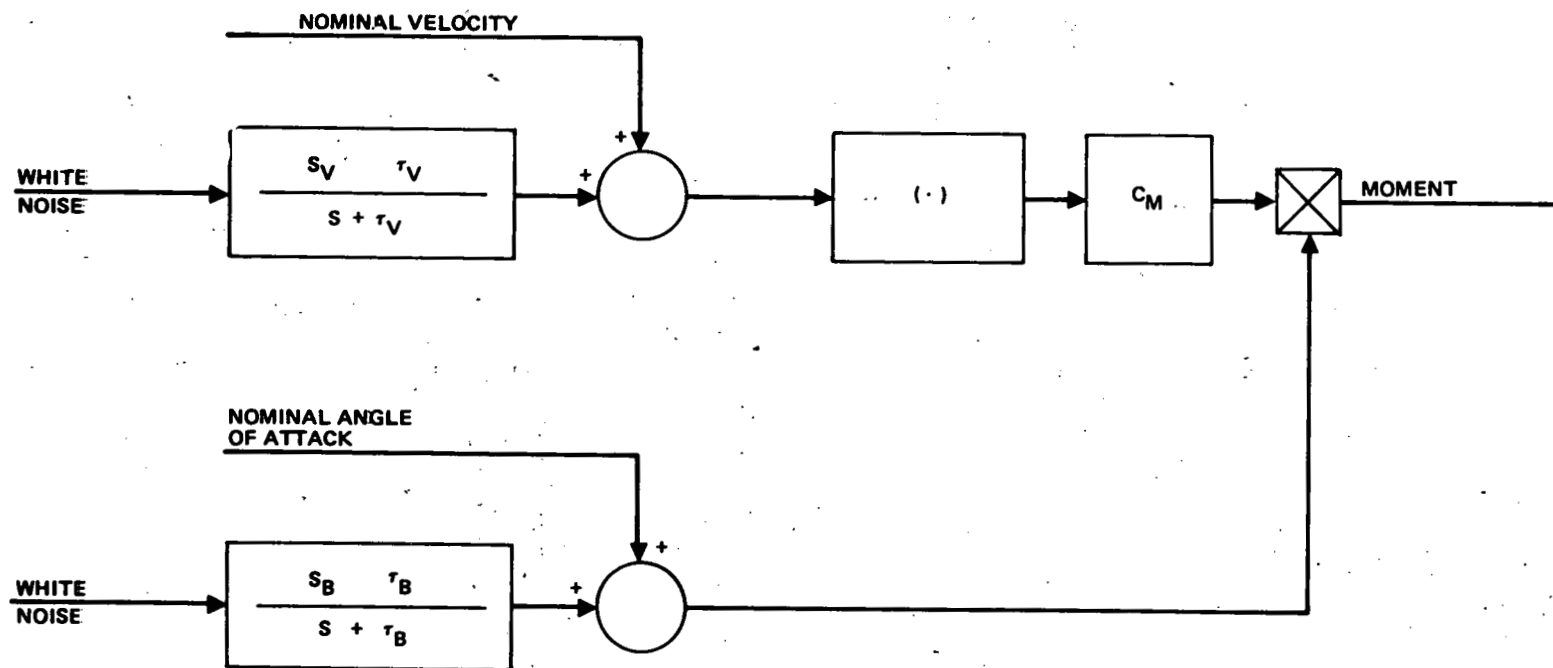 NOMINAL VELOCITY
+
WHITE
NOISE
S_V τ_V
S + τ_V
+
(·)
C_M
MOMENT
NOMINAL ANGLE
OF ATTACK
+
WHITE
NOISE
S_B τ_B
S + τ_B
+